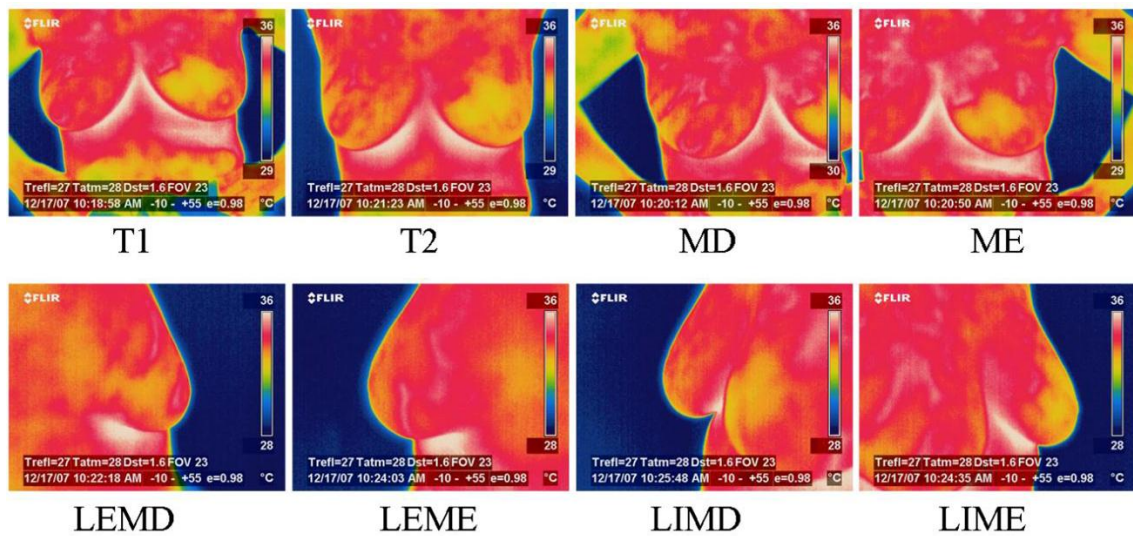 FLIR 36
29
Trefl=27 Tatm=28 Dst=1.6 FOV 23
12/17/07 10:18:58 AM -10 - +55 e=0.98 °C
T1
FLIR 36
29
Trefl=27 Tatm=28 Dst=1.6 FOV 23
12/17/07 10:21:23 AM -10 - +55 e=0.98 °C
T2
FLIR 36
30
Trefl=27 Tatm=28 Dst=1.6 FOV 23
12/17/07 10:20:12 AM -10 - +55 e=0.98 °C
MD
FLIR 36
29
Trefl=27 Tatm=28 Dst=1.6 FOV 23
12/17/07 10:20:50 AM -10 - +55 e=0.98 °C
ME
FLIR 36
28
Trefl=27 Tatm=28 Dst=1.6 FOV 23
12/17/07 10:22:18 AM -10 - +55 e=0.98 °C
LEMD
FLIR 36
28
Trefl=27 Tatm=28 Dst=1.6 FOV 23
12/17/07 10:24:03 AM -10 - +55 e=0.98 °C
LEME
FLIR 36
28
Trefl=27 Tatm=28 Dst=1.6 FOV 23
12/17/07 10:25:48 AM -10 - +55 e=0.98 °C
LIMD
FLIR 36
28
Trefl=27 Tatm=28 Dst=1.6 FOV 23
12/17/07 10:24:35 AM -10 - +55 e=0.98 °C
LIME